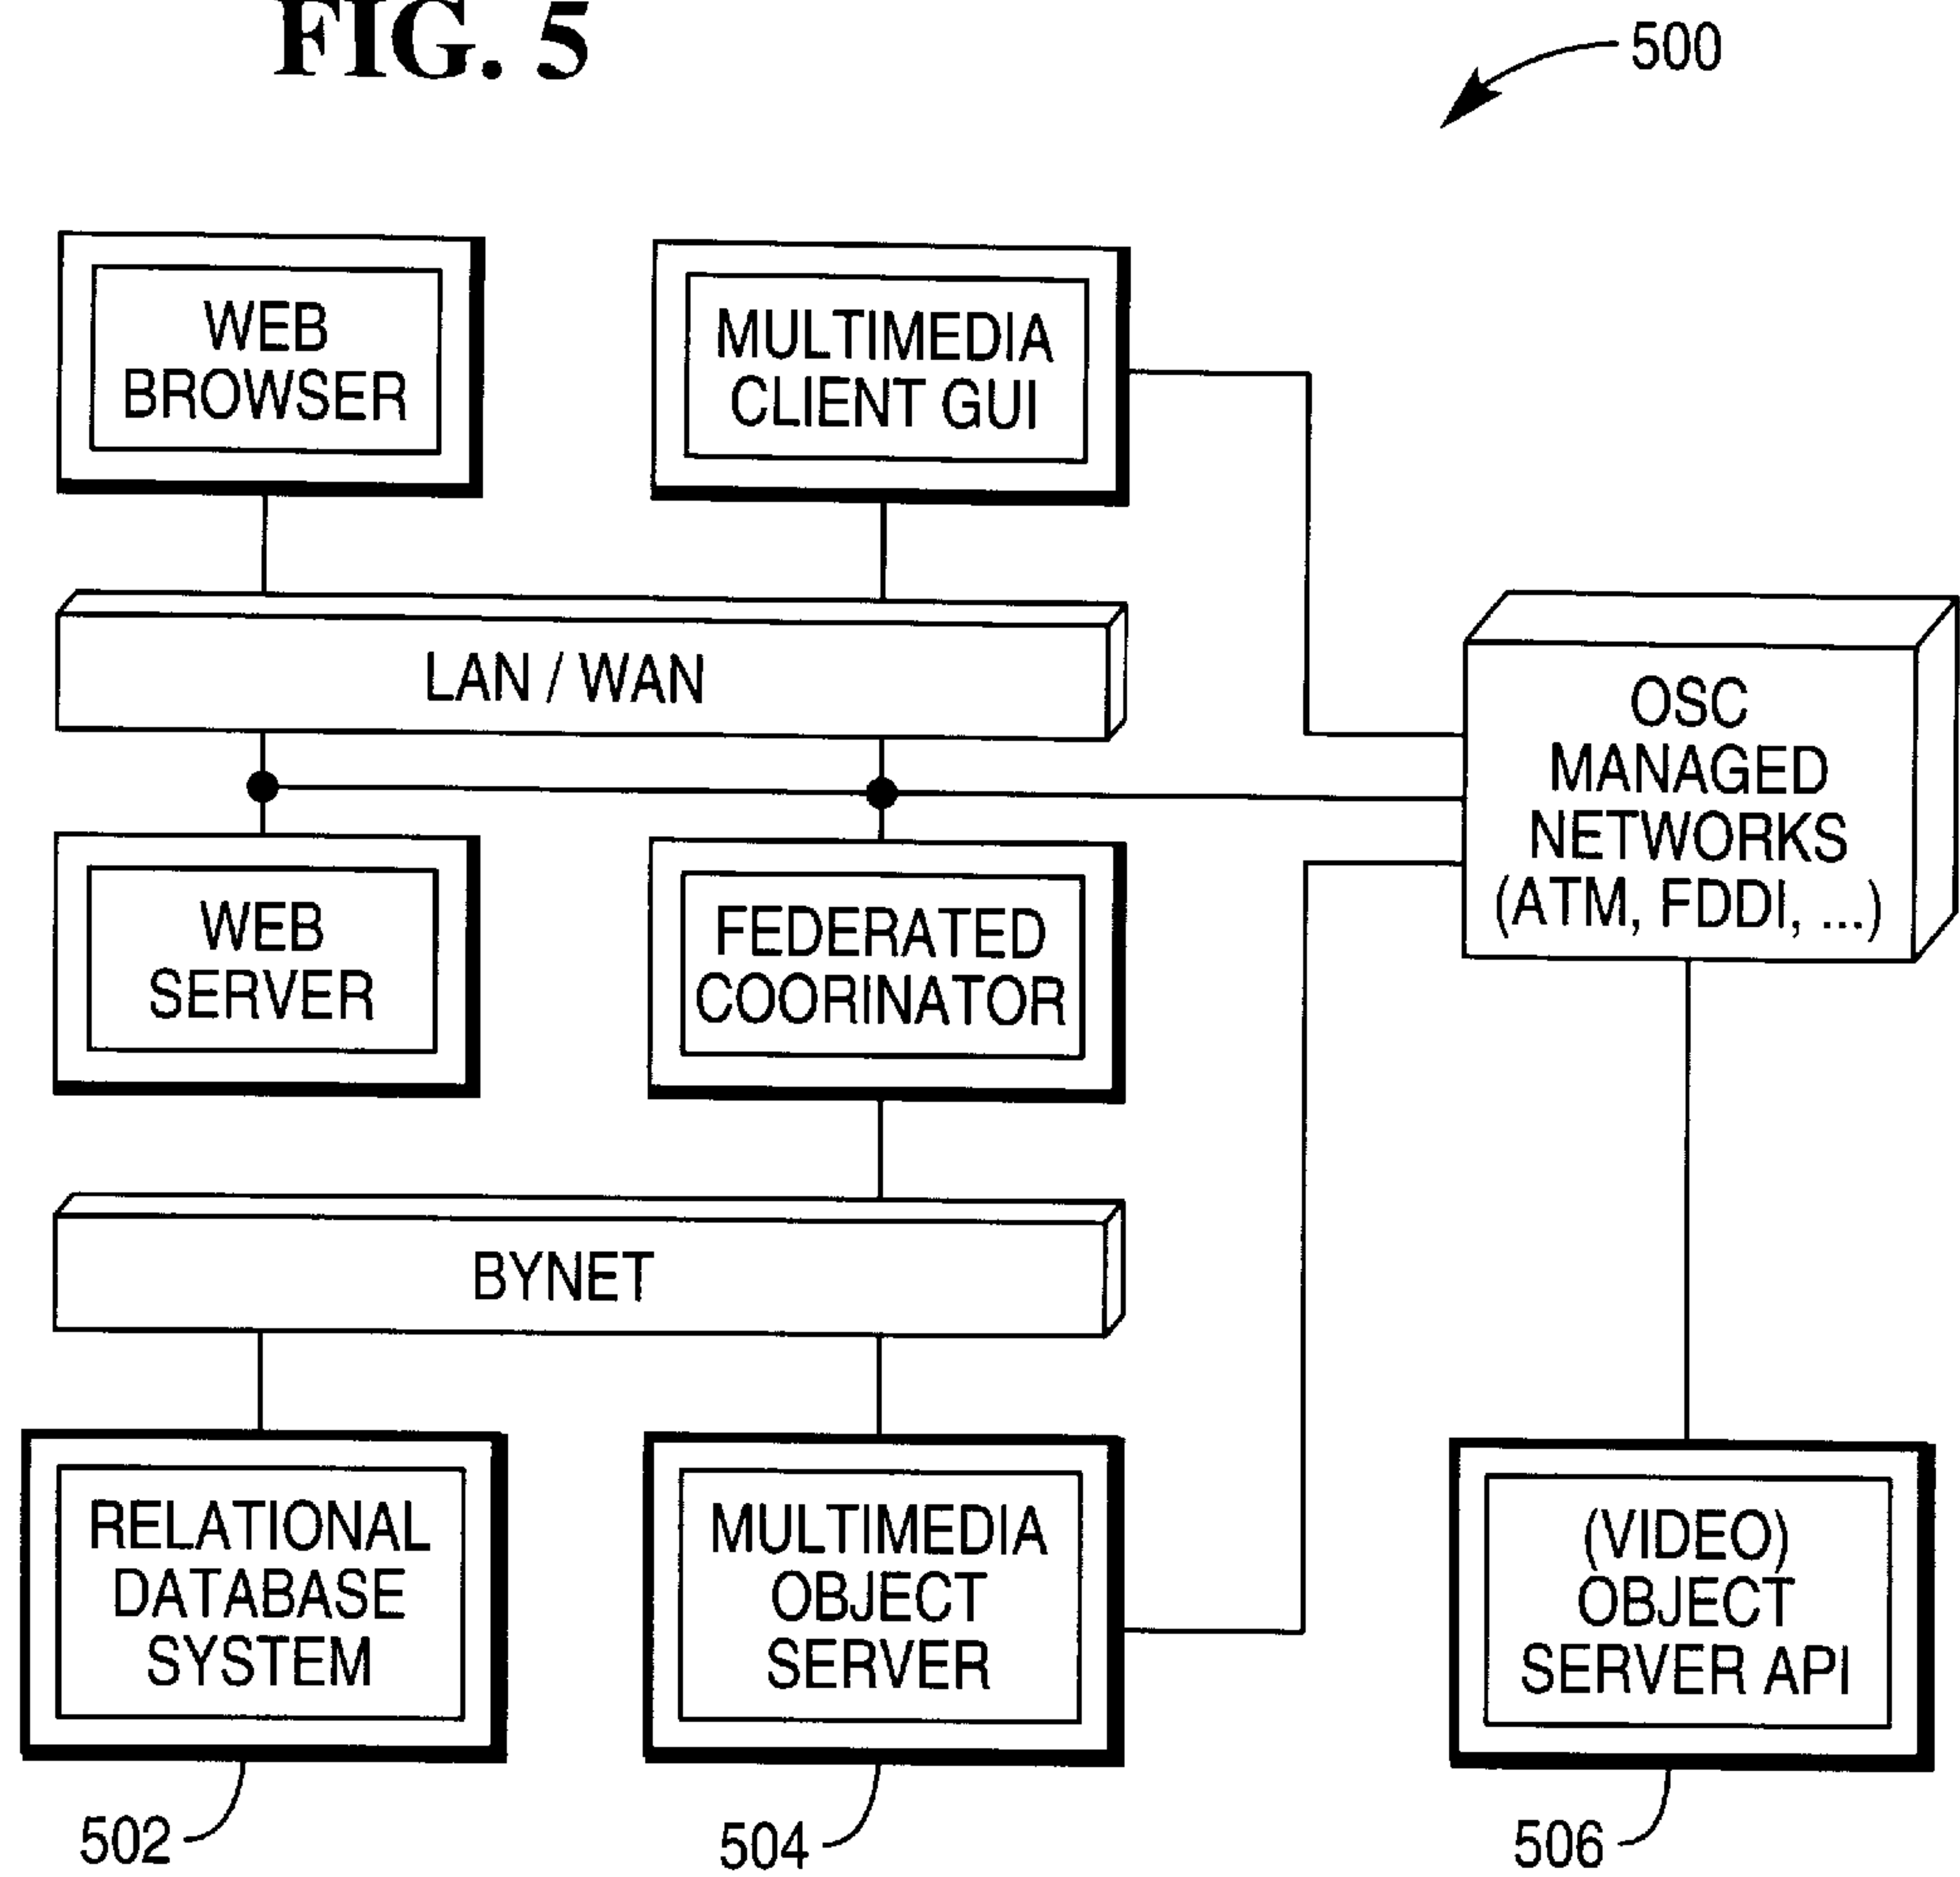 FIG. 5
500
WEB
BROWSER
MULTIMEDIA
CLIENT GUI
LAN / WAN
OSC
MANAGED
NETWORKS
(ATM, FDDI, ...)
WEB
SERVER
FEDERATED
COORINATOR
BYNET
RELATIONAL
DATABASE
SYSTEM
MULTIMEDIA
OBJECT
SERVER
(VIDEO)
OBJECT
SERVER API
502
504
506